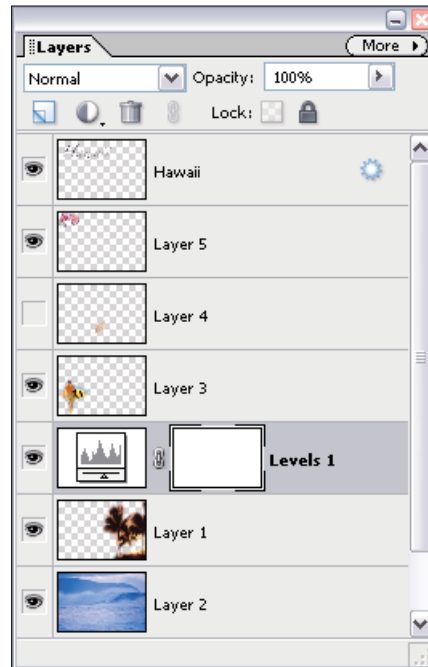 Layers More
Normal Opacity: 100%
Lock:
Hawaii
Layer 5
Layer 4
Layer 3
Levels 1
Layer 1
Layer 2